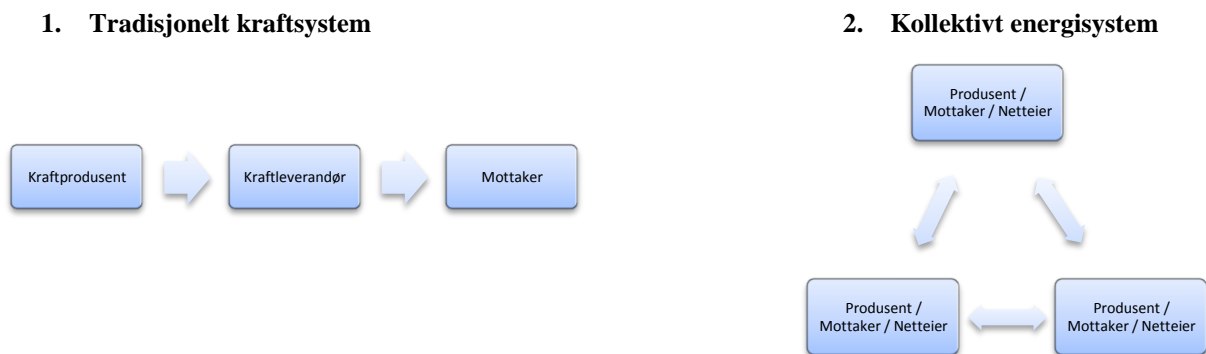 1. Tradisjonelt kraftsystem
Kraftprodusent
Kraftleverandør
Mottaker
2. Kollektivt energisystem
Produsent /
Mottaker / Netteier
Produsent /
Mottaker / Netteier
Produsent /
Mottaker / Netteier